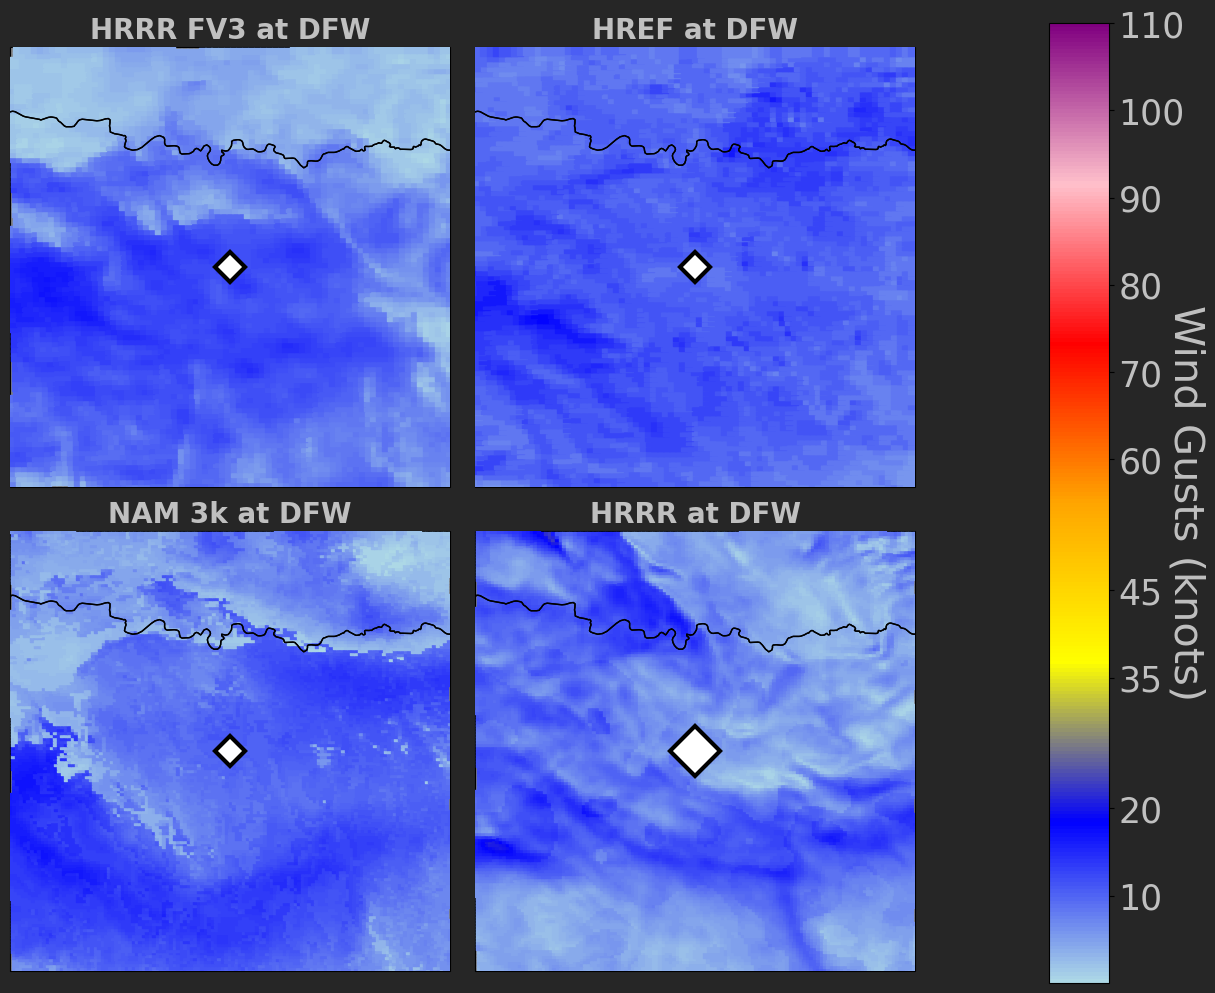 HRRR FV3 at DFW
HREF at DFW
NAM 3k at DFW
HRRR at DFW
110
100
90
80
70
60
45
35
20
10
Wind Gusts (knots)